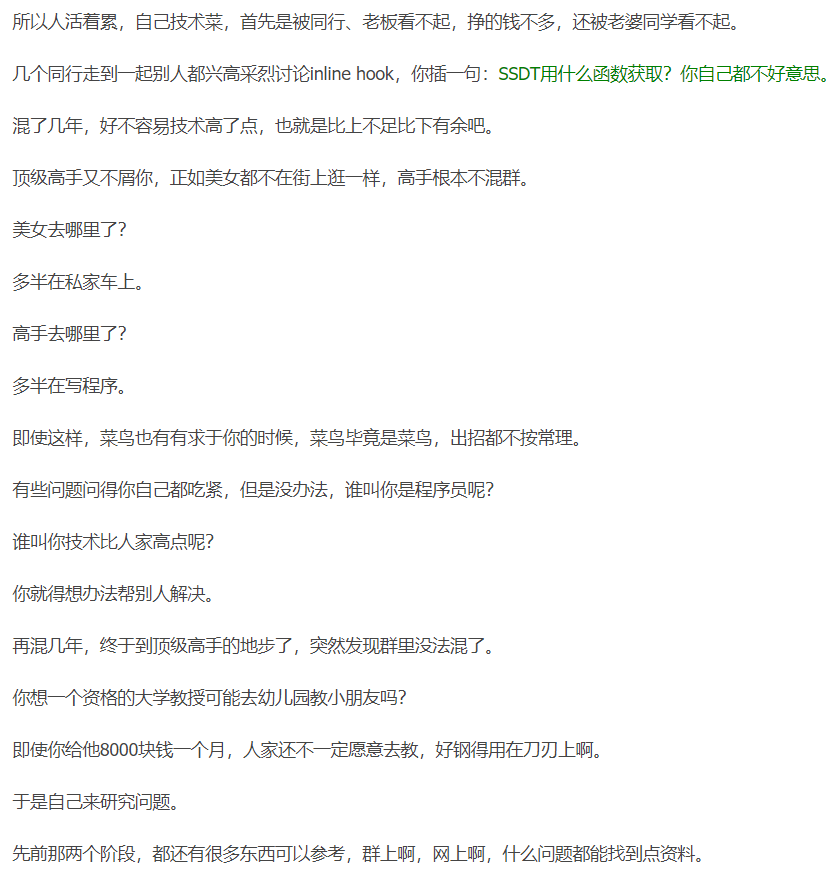 所以人活着累，自己技术菜，首先是被同行、老板看不起，挣的钱不多，还被老婆同学看不起。
几个同行走到一起别人都兴高采烈讨论inline hook，你插一句：SSDT用什么函数获取？你自己都不好意思。
混了几年，好不容易技术高了点，也就是比上不足比下有余吧。
顶级高手又不屑你，正如美女都不在街上逛一样，高手根本不混群。
美女去哪里了？
多半在私家车上。
高手去哪里了？
多半在写程序。
即使这样，菜鸟也有有求于你的时候，菜鸟毕竟是菜鸟，出招都不按常理。
有些问题问得你自己都吃紧，但是没办法，谁叫你是程序员呢？
谁叫你技术比人家高点呢？
你就得想办法帮别人解决。
再混几年，终于到顶级高手的地步了，突然发现群里没法混了。
你想一个资格的大学教授可能去幼儿园教小朋友吗？
即使你给他8000块钱一个月，人家还不一定愿意去教，好钢得用在刀刃上啊。
于是自己来研究问题。
先前那两个阶段，都还有很多东西可以参考，群上啊，网上啊，什么问题都能找到点资料。